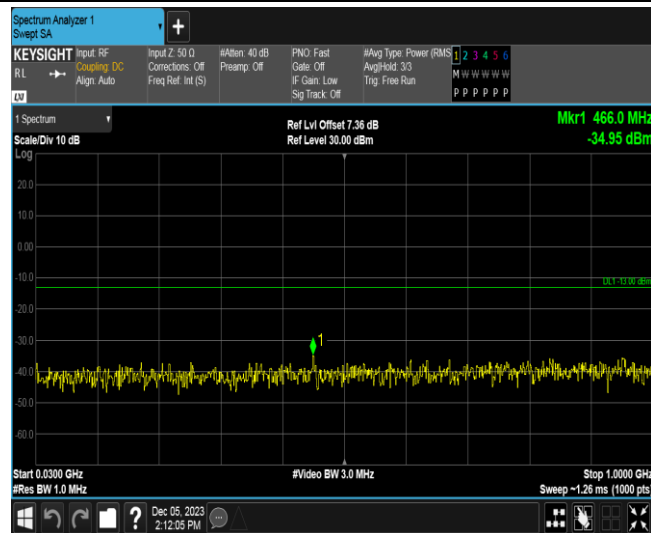 Spectrum Analyzer 1
Swept SA
+
KEYSIGHT Input: RF Input Z: 50 Ω #Atten: 40 dB PNO: Fast #Avg Type: Power (RMS 1 2 3 4 5 6
RL Coupling: DC Corrections: Off Preamp: Off Gate: Off Avg|Hold: 3/3 M W W W W W
Align: Auto Freq Ref: Int (S) IF Gain: Low Trig: Free Run
LXI Sig Track: Off P P P P P P
1 Spectrum
Ref Lvl Offset 7.36 dB Mkr1 466.0 MHz
Scale/Div 10 dB Ref Level 30.00 dBm -34.95 dBm
Log
20.0
10.0
0.00
-10.0
DL1 -13.00 dBm
-20.0
-30.0
1
-40.0
-50.0
-60.0
Start 0.0300 GHz #Video BW 3.0 MHz Stop 1.0000 GHz
#Res BW 1.0 MHz Sweep ~1.26 ms (1000 pts)
? Dec 05, 2023
2:12:05 PM